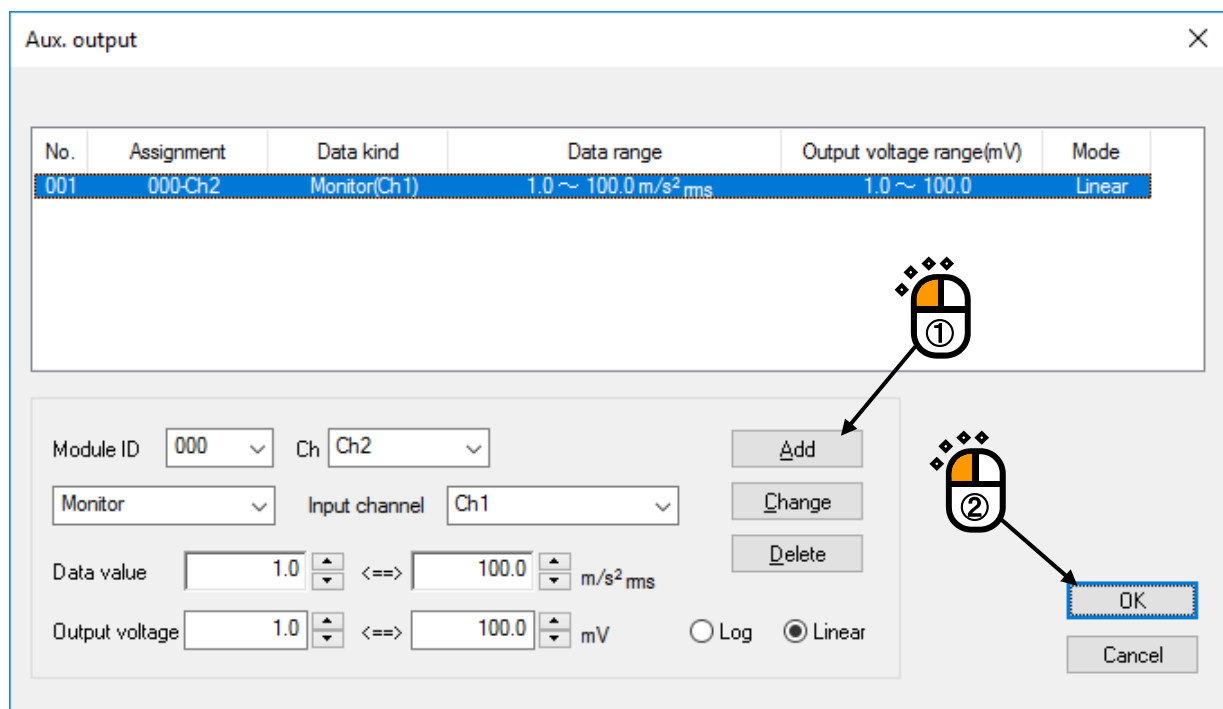 Aux. output
No. Assignment Data kind Data range Output voltage range(mV) Mode
001 000-Ch2 Monitor(Ch1) 1.0 ～ 100.0 m/s² rms 1.0 ～ 100.0 Linear
①
Module ID 000 Ch Ch2 Add
②
Monitor Input channel Ch1 Change
Data value 1.0 <==> 100.0 m/s² rms Delete
OK
Output voltage 1.0 <==> 100.0 mV Log Linear
Cancel